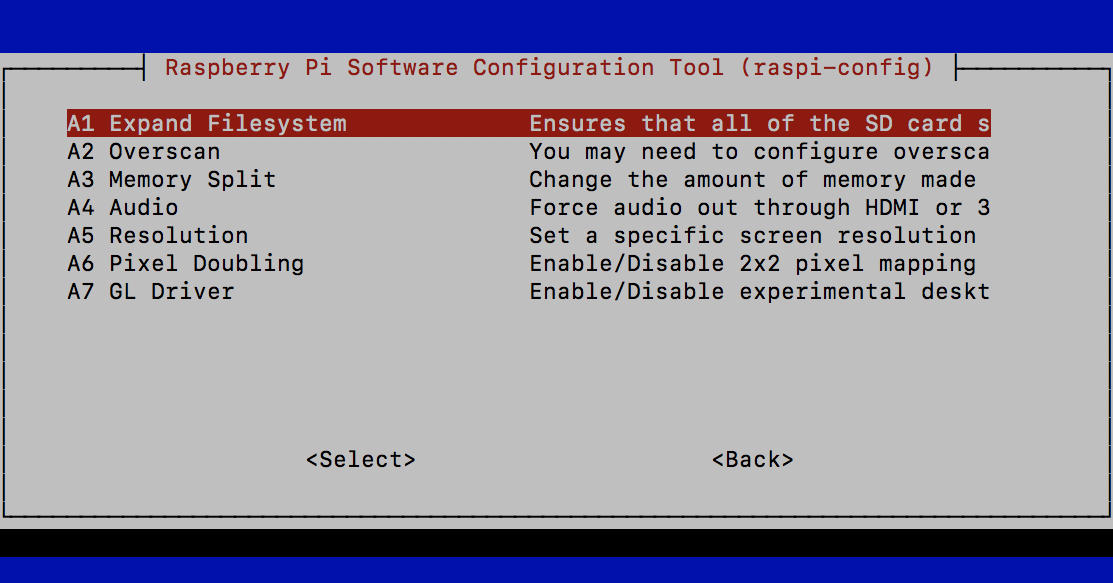 Raspberry Pi Software Configuration Tool (raspi-config)
A1 Expand Filesystem Ensures that all of the SD card s
A2 Overscan You may need to configure oversca
A3 Memory Split Change the amount of memory made
A4 Audio Force audio out through HDMI or 3
A5 Resolution Set a specific screen resolution
A6 Pixel Doubling Enable/Disable 2x2 pixel mapping
A7 GL Driver Enable/Disable experimental deskt
<Select> <Back>